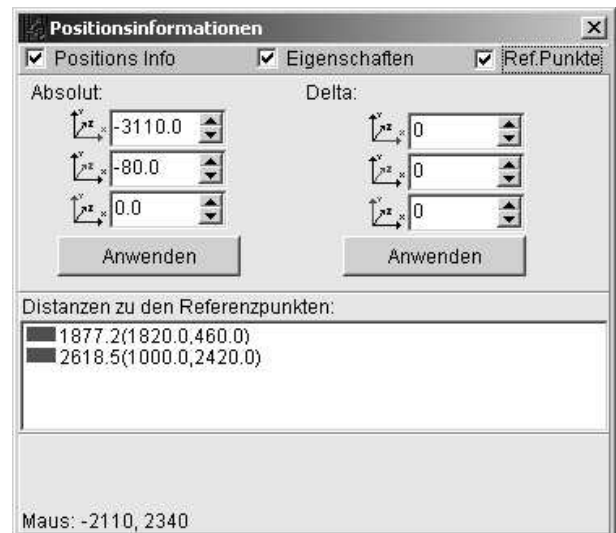 Positionsinformationen
Positions Info Eigenschaften Ref.Punkte
Absolut: Delta:
-3110.0 0
-80.0 0
0.0 0
Anwenden Anwenden
Distanzen zu den Referenzpunkten:
1877.2(1820.0,460.0)
2618.5(1000.0,2420.0)
Maus: -2110, 2340